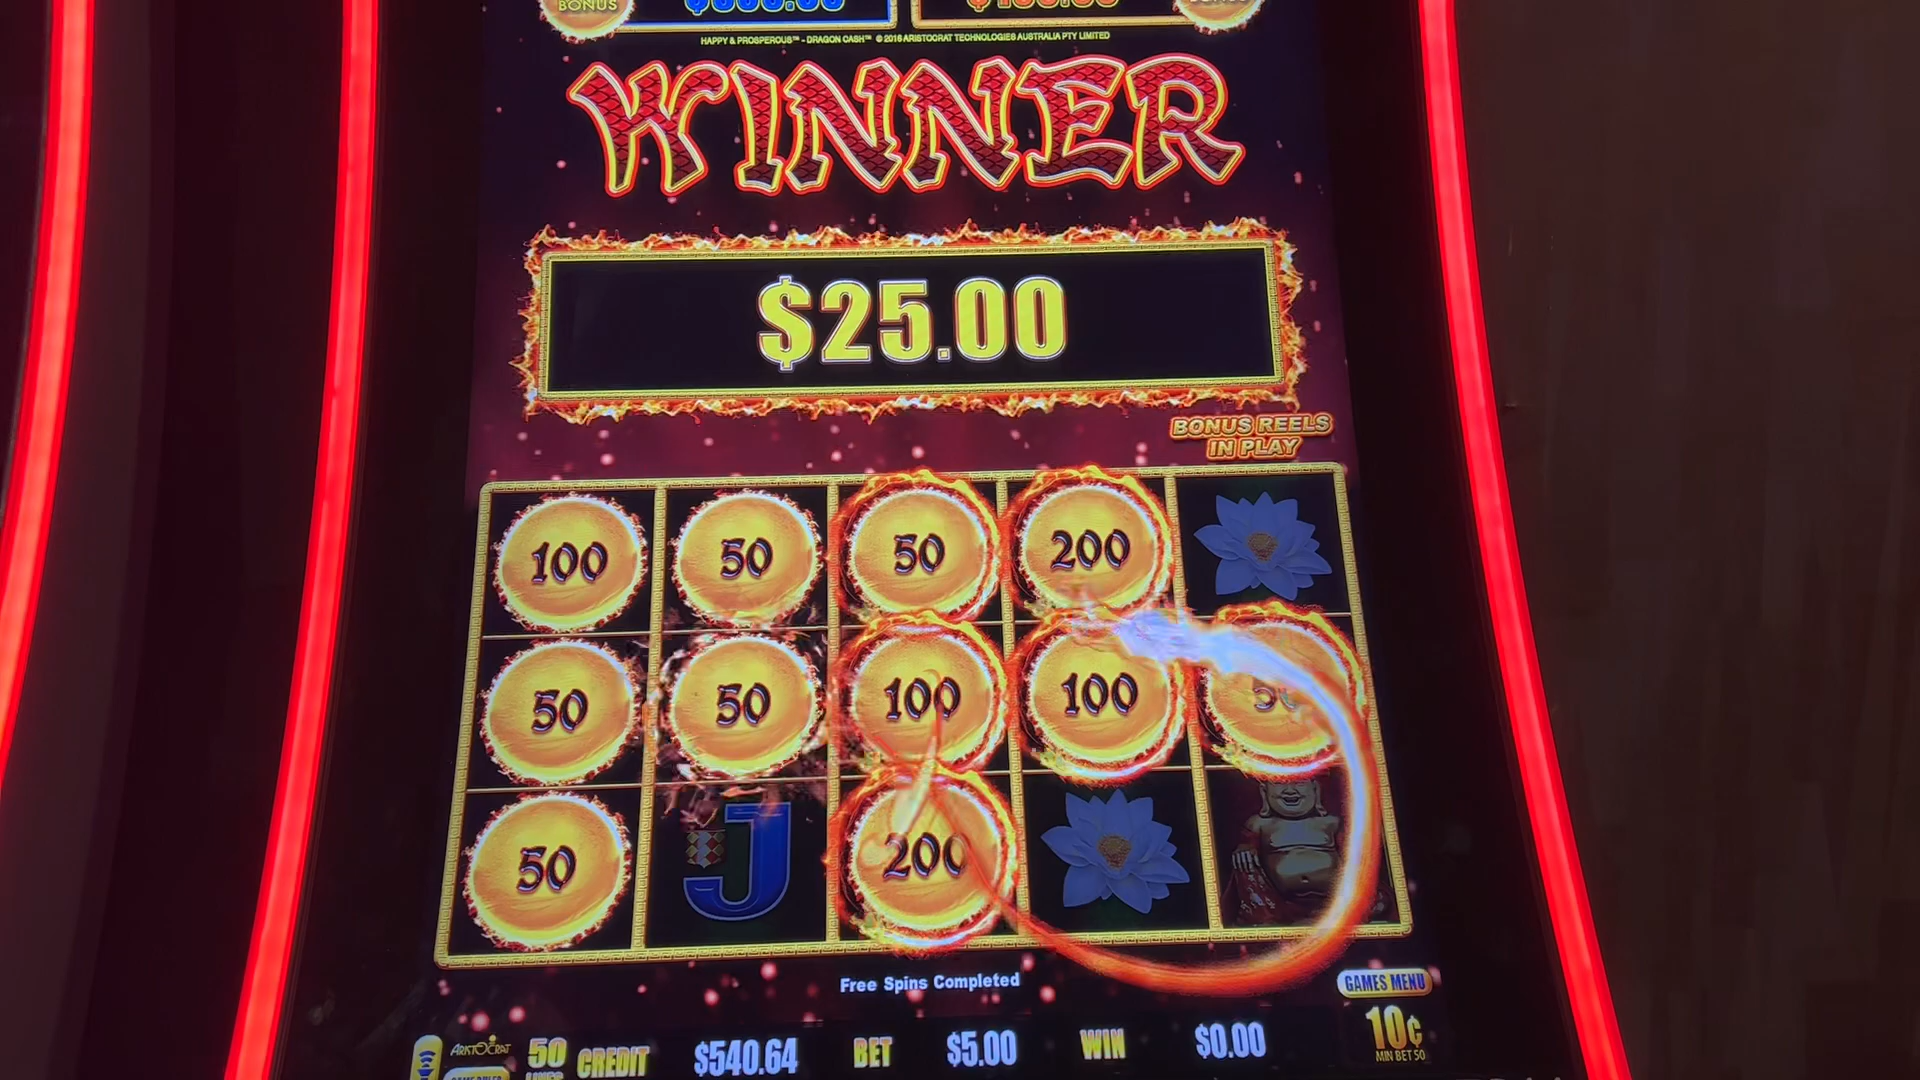 BONUS
HAPPY & PROSPEROUS™ - DRAGON CASH™ © 2016 ARISTOCRAT TECHNOLOGIES AUSTRALIA PTY LIMITED
WINNER
$25.00
BONUS REELS
IN PLAY
100 50 50 200
50 50 100 100
50 J 200
Free Spins Completed
GAMES MENU
ARISTOCRAT 50 CREDIT $540.64 BET $5.00 WIN $0.00 10¢
MIN BET 50